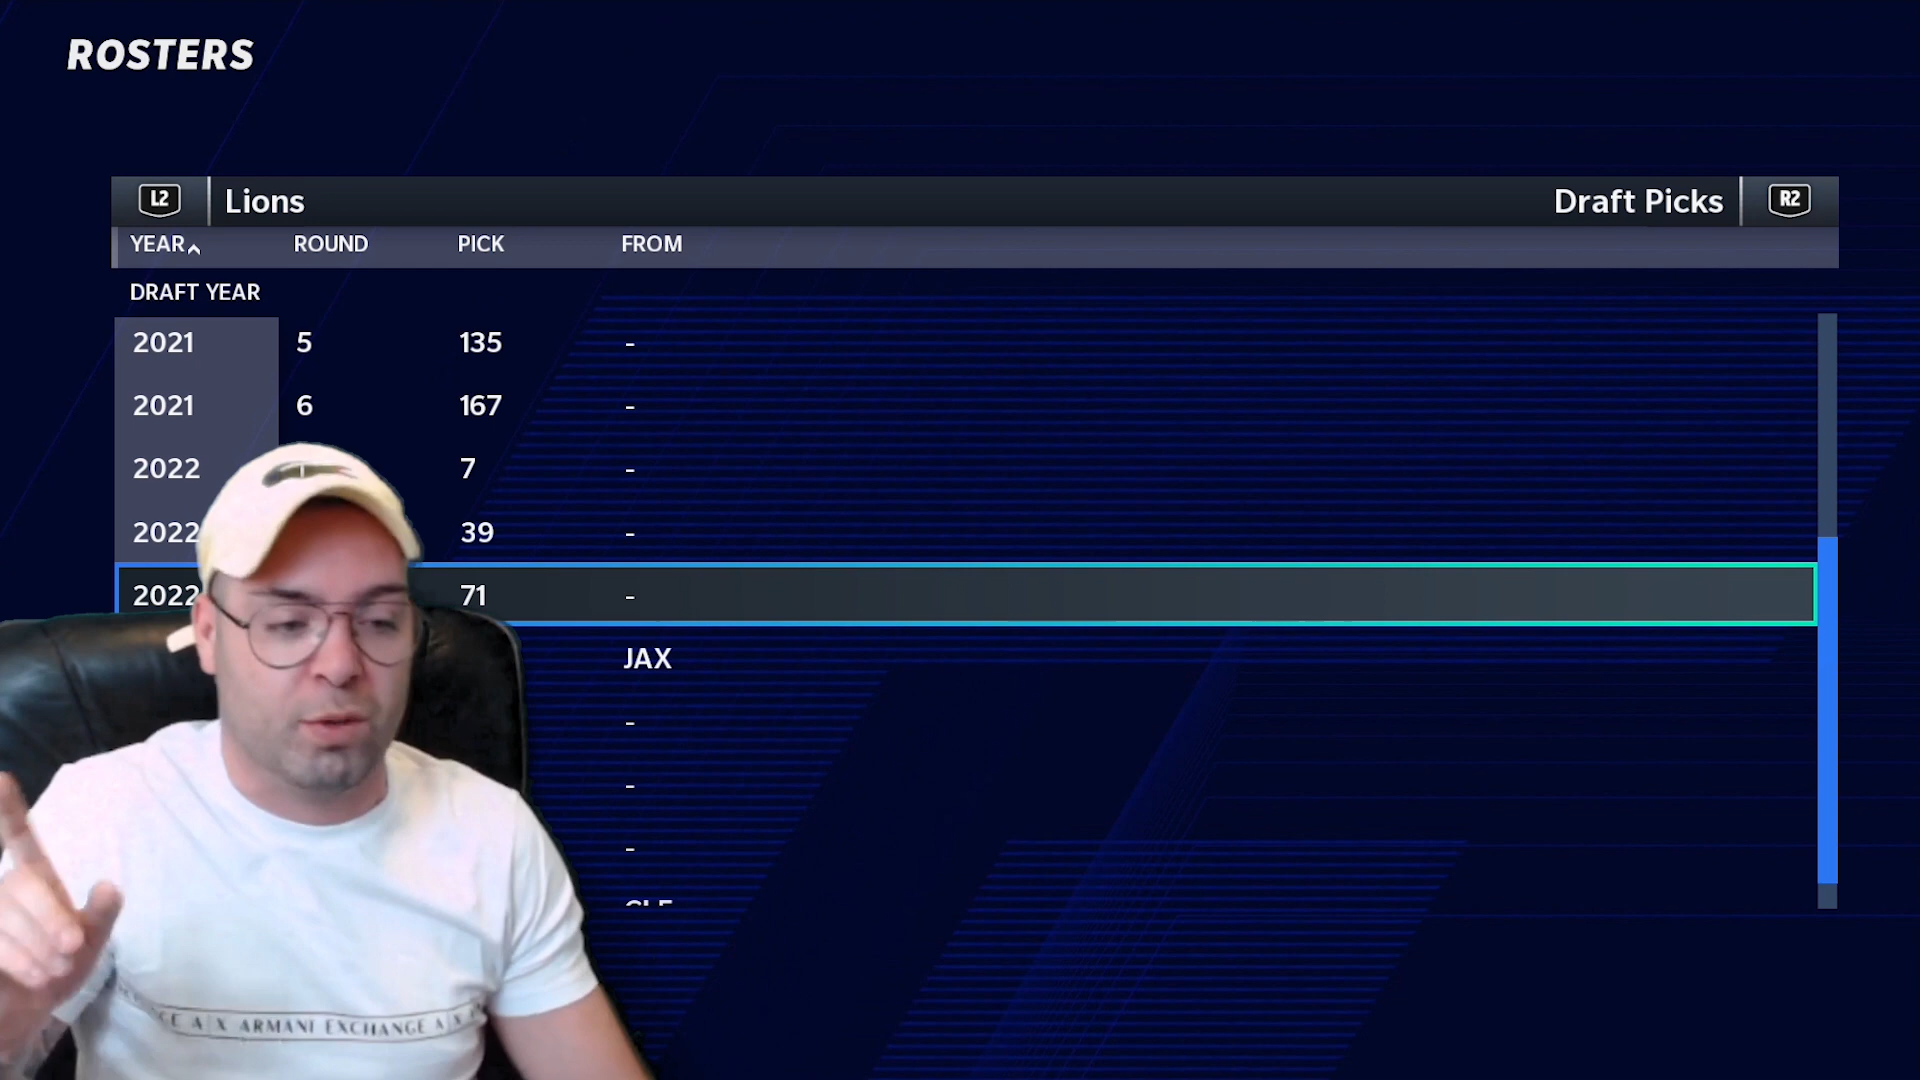 ROSTERS
L2 Lions Draft Picks R2
YEAR ROUND PICK FROM
DRAFT YEAR
2021 5 135 -
2021 6 167 -
2022 7 -
2022 39 -
2022 71 -
JAX
-
-
-
A|X ARMANI EXCHANGE A|X